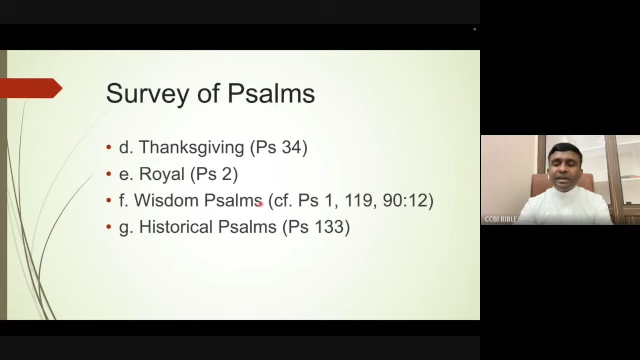 Survey of Psalms
• d. Thanksgiving (Ps 34)
• e. Royal (Ps 2)
• f. Wisdom Psalms (cf. Ps 1, 119, 90:12)
• g. Historical Psalms (Ps 133)
CCBI BIBLE